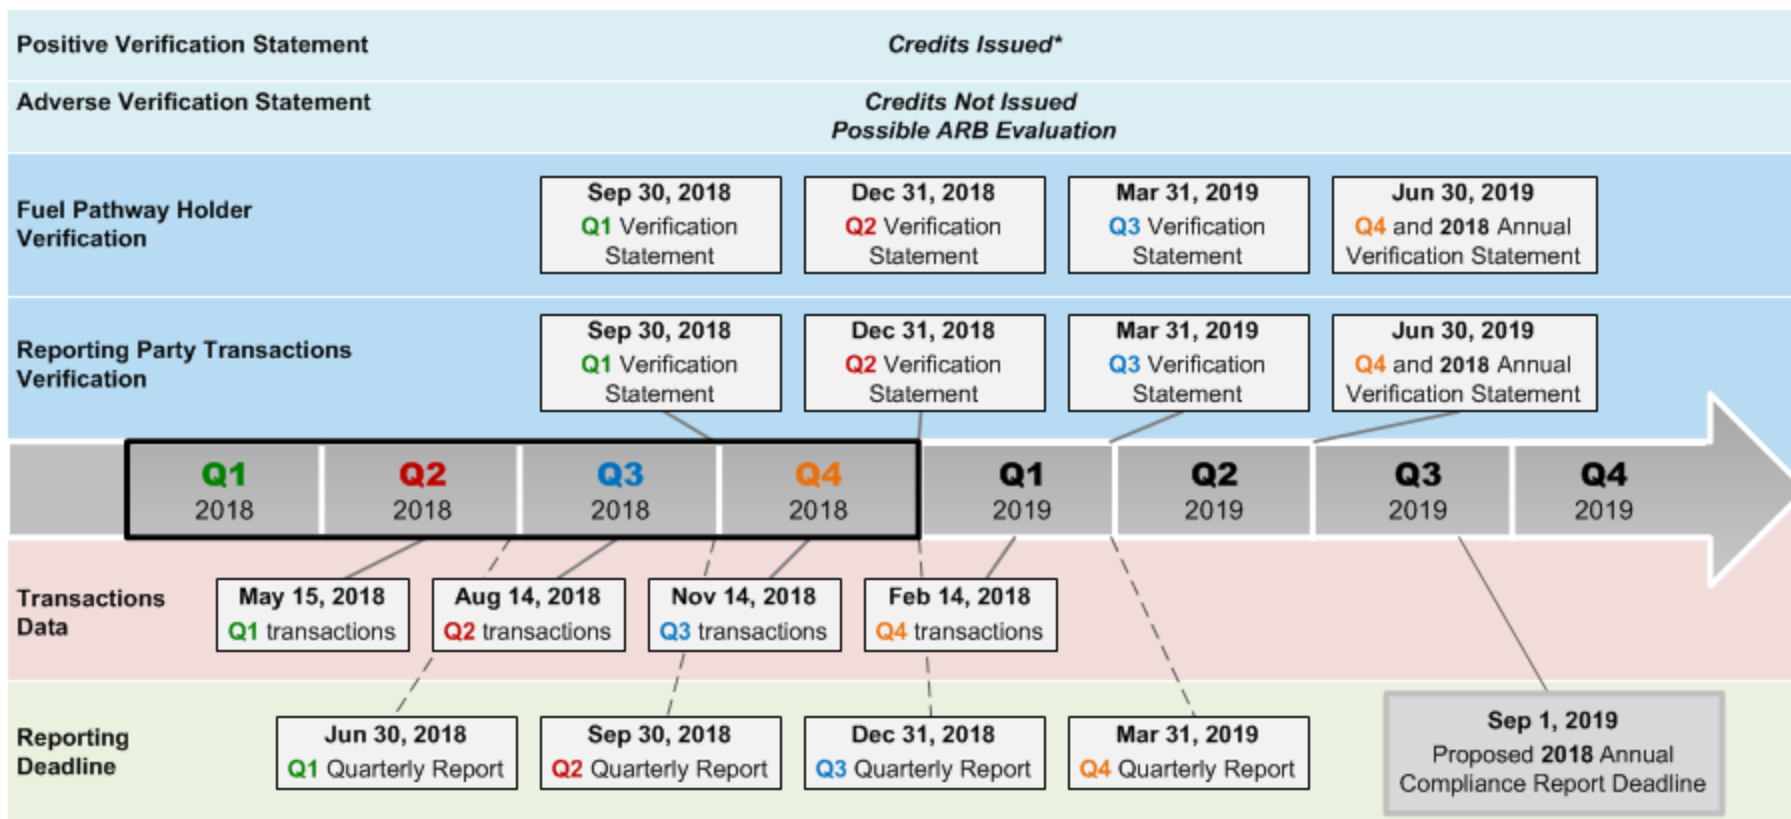 Positive Verification Statement
Credits Issued*
Adverse Verification Statement
Credits Not Issued
Possible ARB Evaluation
Fuel Pathway Holder
Verification
Sep 30, 2018
Q1 Verification
Statement
Dec 31, 2018
Q2 Verification
Statement
Mar 31, 2019
Q3 Verification
Statement
Jun 30, 2019
Q4 and 2018 Annual
Verification Statement
Reporting Party Transactions
Verification
Sep 30, 2018
Q1 Verification
Statement
Dec 31, 2018
Q2 Verification
Statement
Mar 31, 2019
Q3 Verification
Statement
Jun 30, 2019
Q4 and 2018 Annual
Verification Statement
Q1
2018
Q2
2018
Q3
2018
Q4
2018
Q1
2019
Q2
2019
Q3
2019
Q4
2019
Transactions
Data
May 15, 2018
Q1 transactions
Aug 14, 2018
Q2 transactions
Nov 14, 2018
Q3 transactions
Feb 14, 2018
Q4 transactions
Reporting
Deadline
Jun 30, 2018
Q1 Quarterly Report
Sep 30, 2018
Q2 Quarterly Report
Dec 31, 2018
Q3 Quarterly Report
Mar 31, 2019
Q4 Quarterly Report
Sep 1, 2019
Proposed 2018 Annual
Compliance Report Deadline